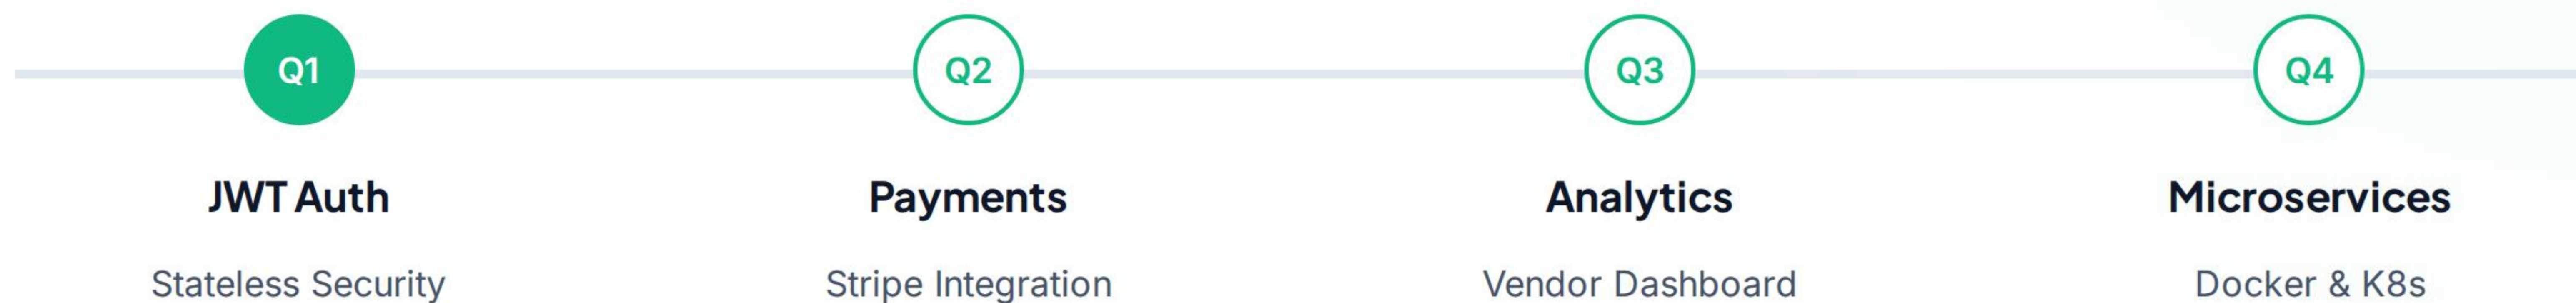 Q1 Q2 Q3 Q4
JWT Auth Payments Analytics Microservices
Stateless Security Stripe Integration Vendor Dashboard Docker & K8s